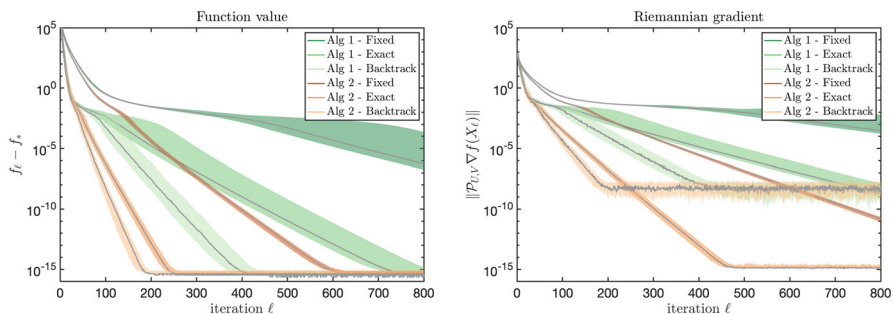 Function value
10^5
10^0
10^-5
10^-10
10^-15
f_ℓ − f_*
0 100 200 300 400 500 600 700 800
iteration ℓ
Alg 1 - Fixed
Alg 1 - Exact
Alg 1 - Backtrack
Alg 2 - Fixed
Alg 2 - Exact
Alg 2 - Backtrack
Riemannian gradient
10^5
10^0
10^-5
10^-10
10^-15
‖P_{U,V} ∇f(X_ℓ)‖
0 100 200 300 400 500 600 700 800
iteration ℓ
Alg 1 - Fixed
Alg 1 - Exact
Alg 1 - Backtrack
Alg 2 - Fixed
Alg 2 - Exact
Alg 2 - Backtrack